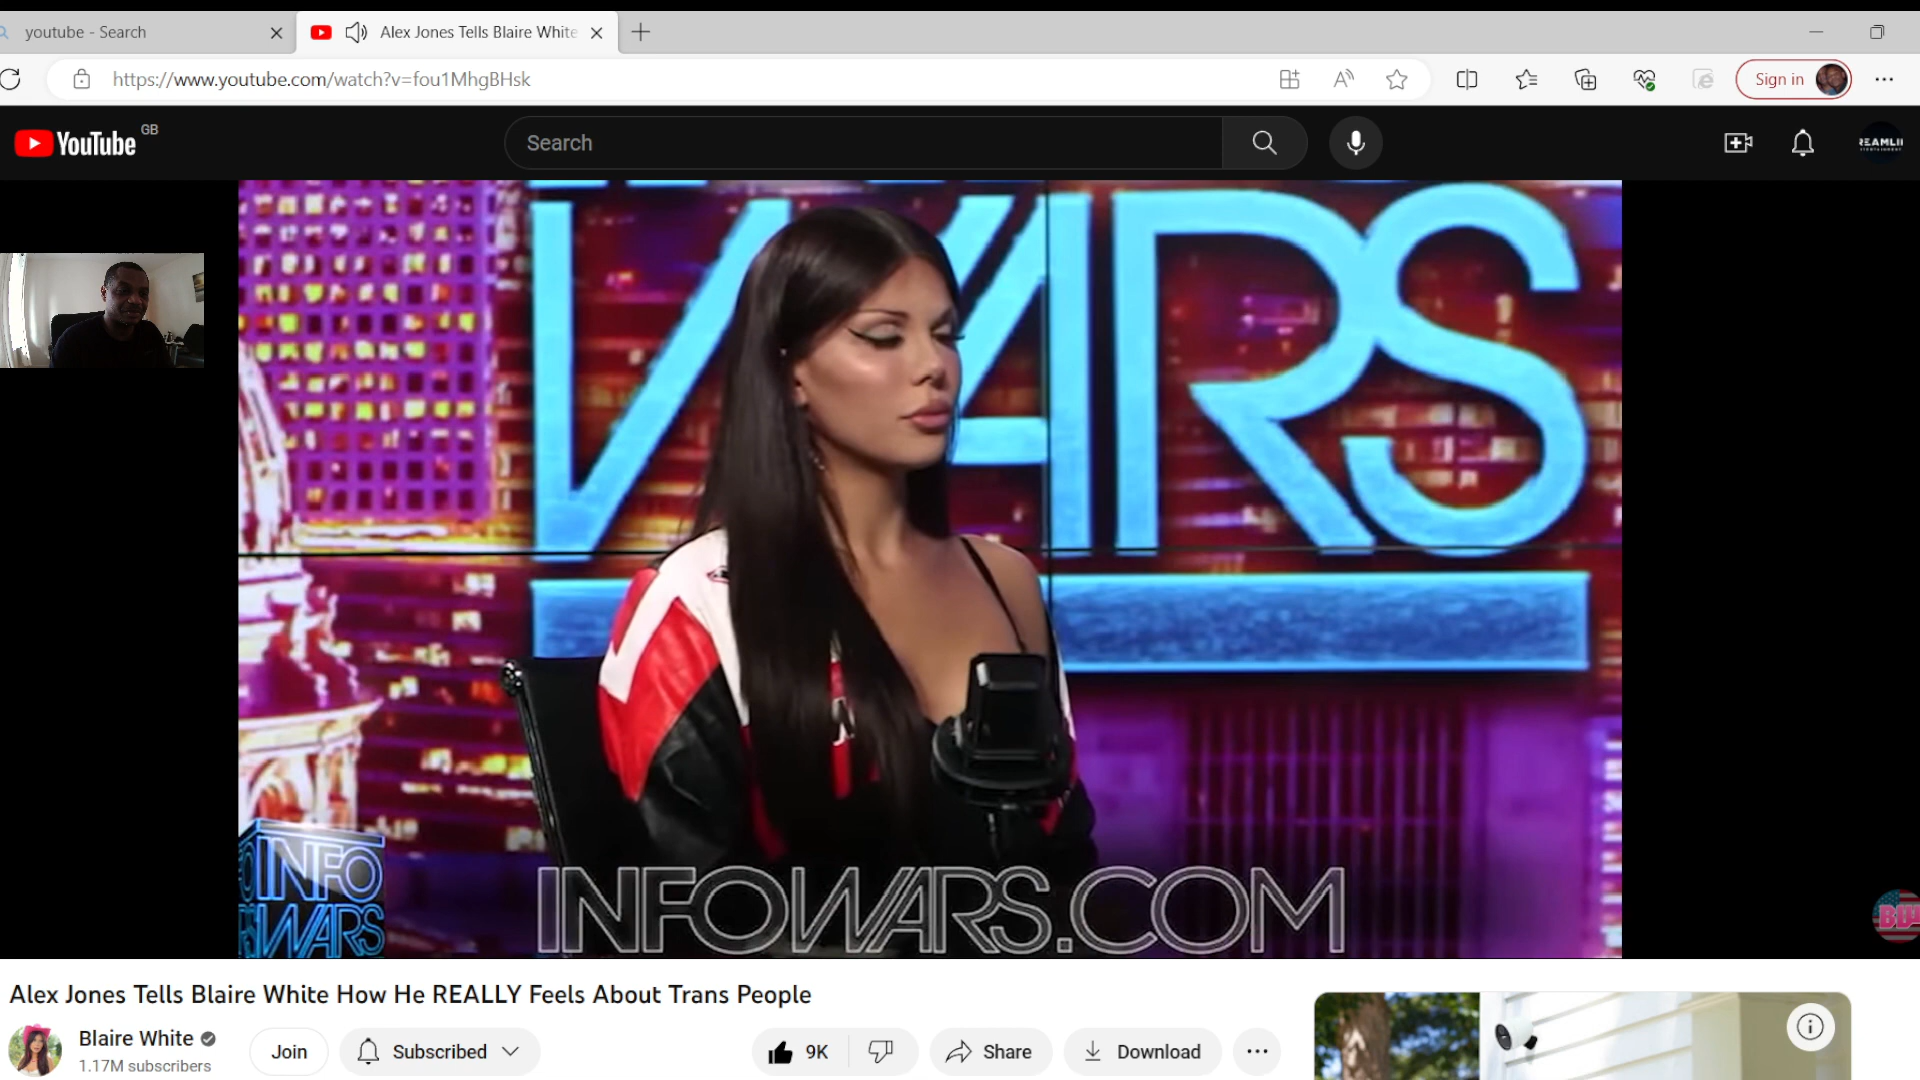 youtube - Search
Alex Jones Tells Blaire White
https://www.youtube.com/watch?v=fou1MhgBHsk
Sign in
YouTube GB
Search
REAMLII
WARS
INFO
WARS
INFOWARS.COM
Alex Jones Tells Blaire White How He REALLY Feels About Trans People
Blaire White
1.17M subscribers
Join
Subscribed
9K
Share
Download